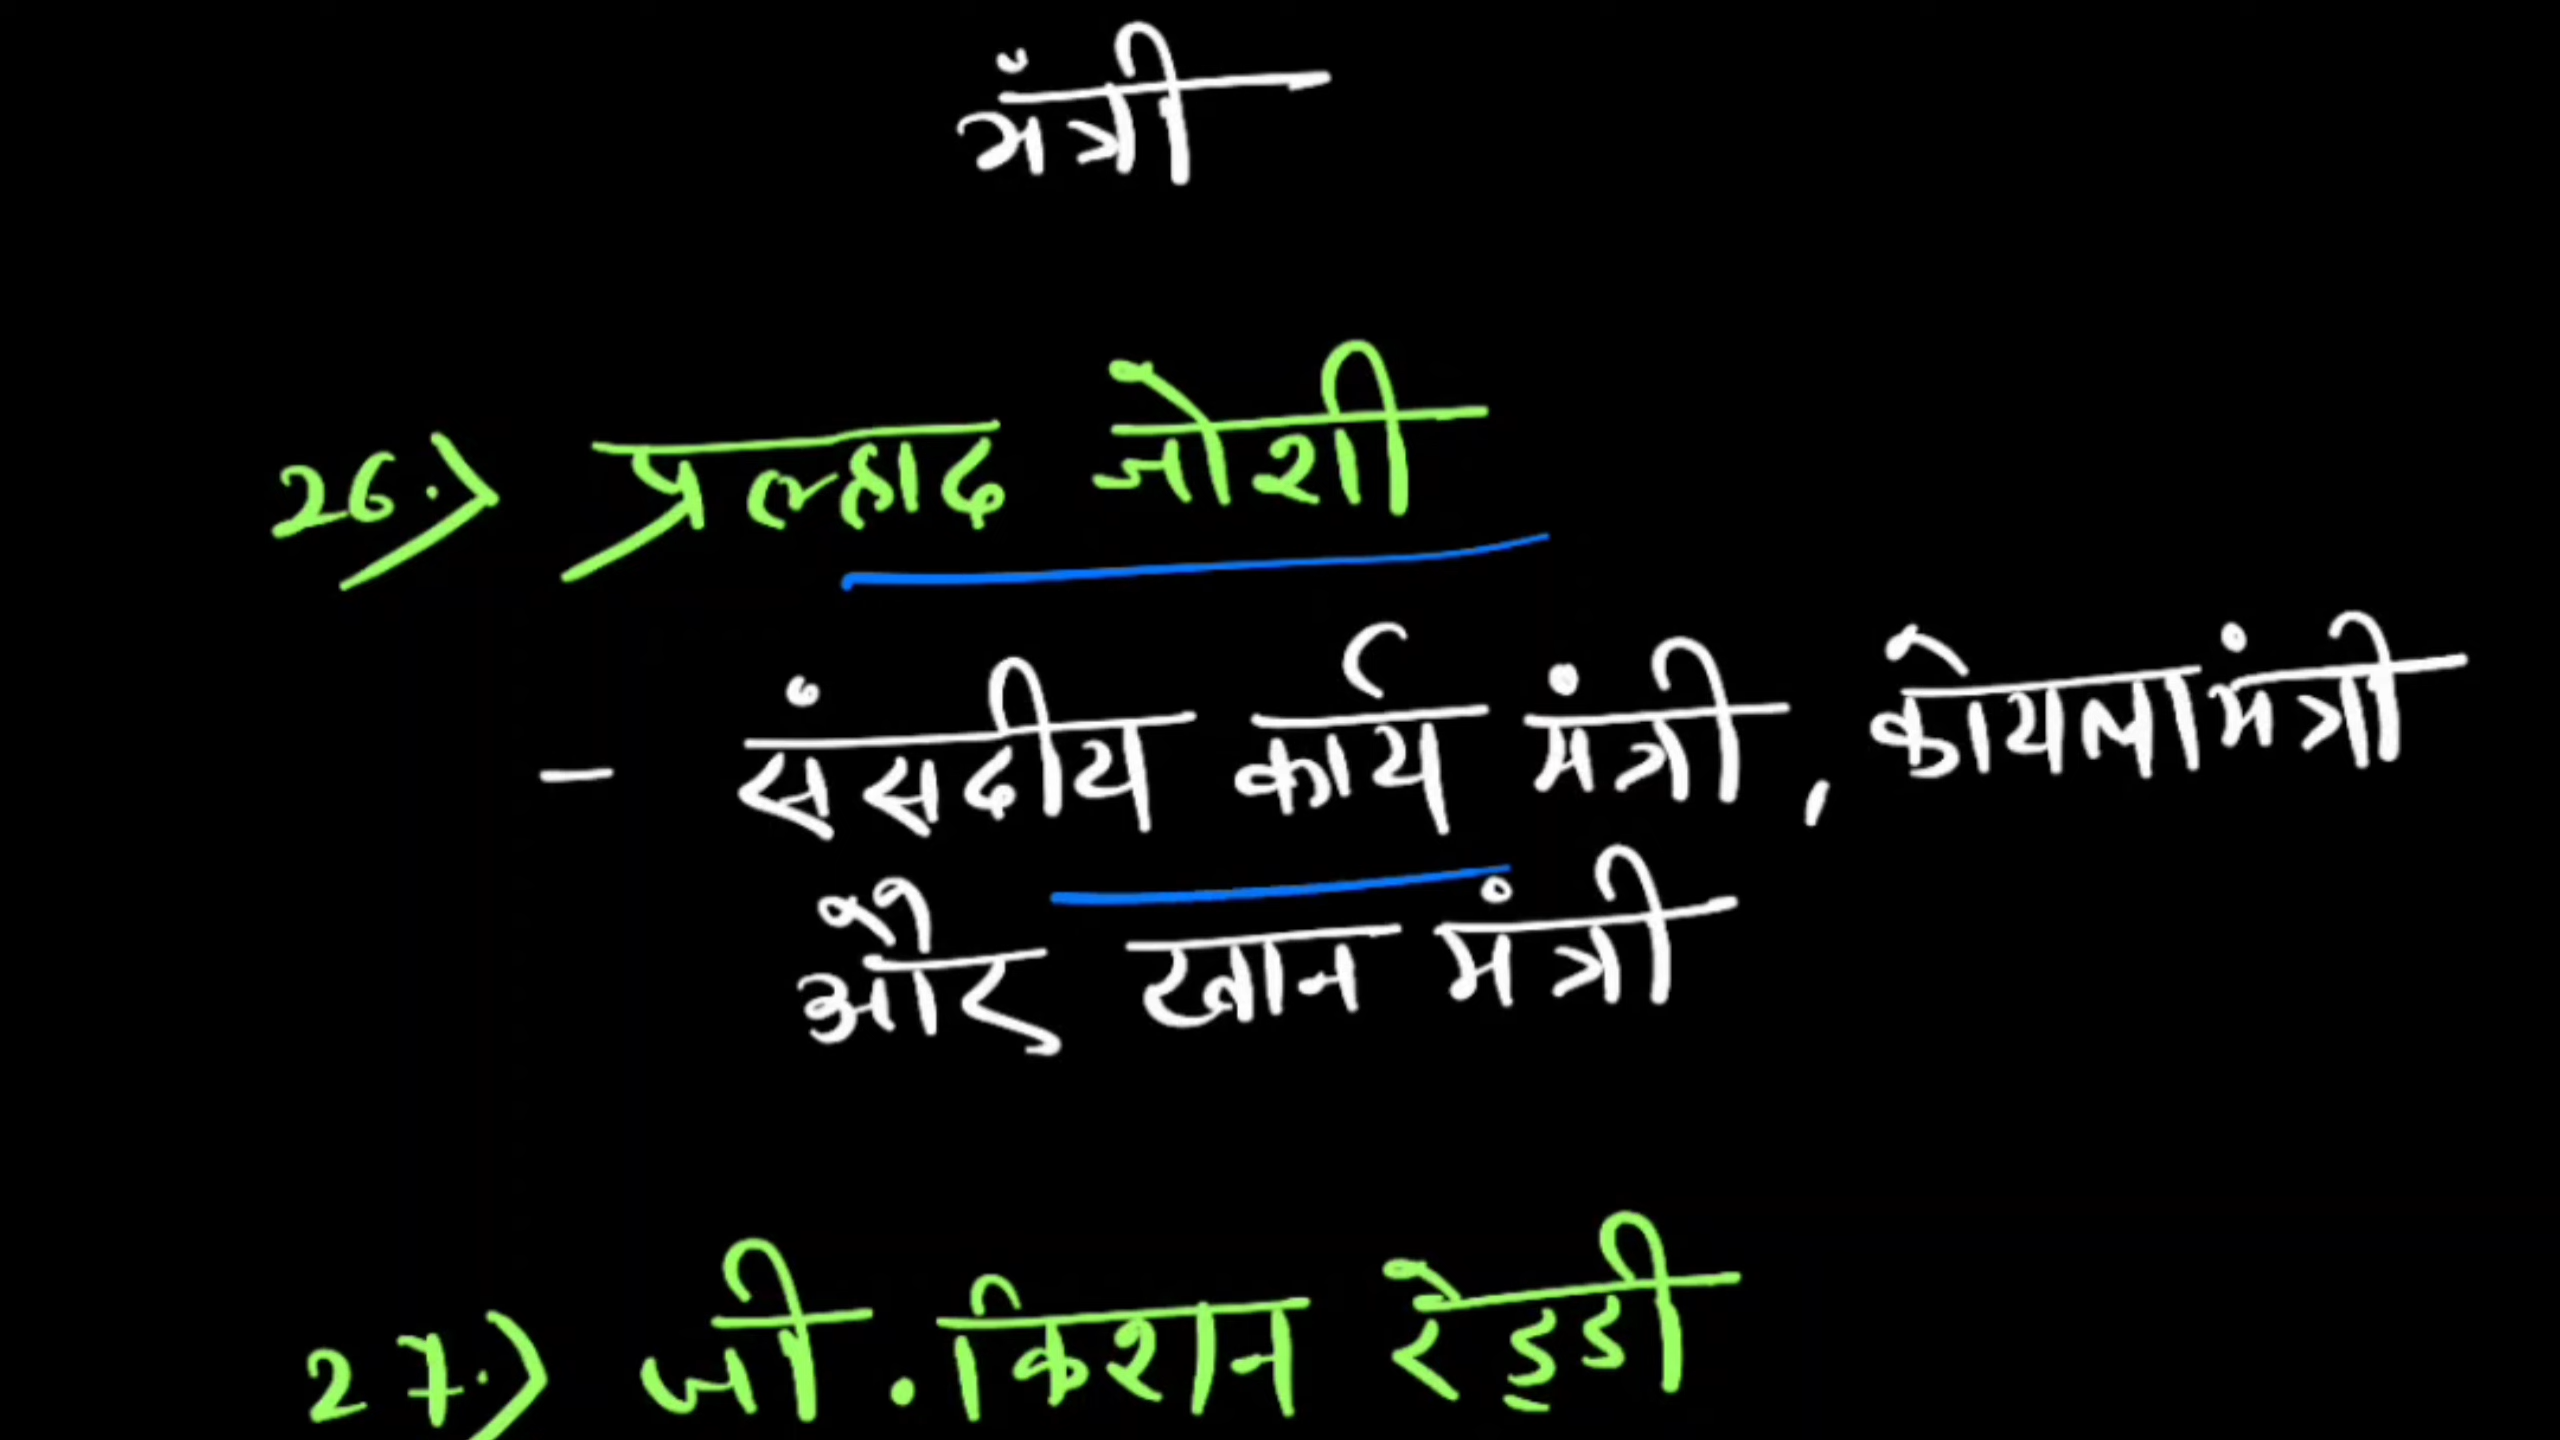 मंत्री
26.> प्रल्हाद जोशी
- संसदीय कार्य मंत्री, कोयला मंत्री
और खान मंत्री
27.> जी. किशन रेड्डी